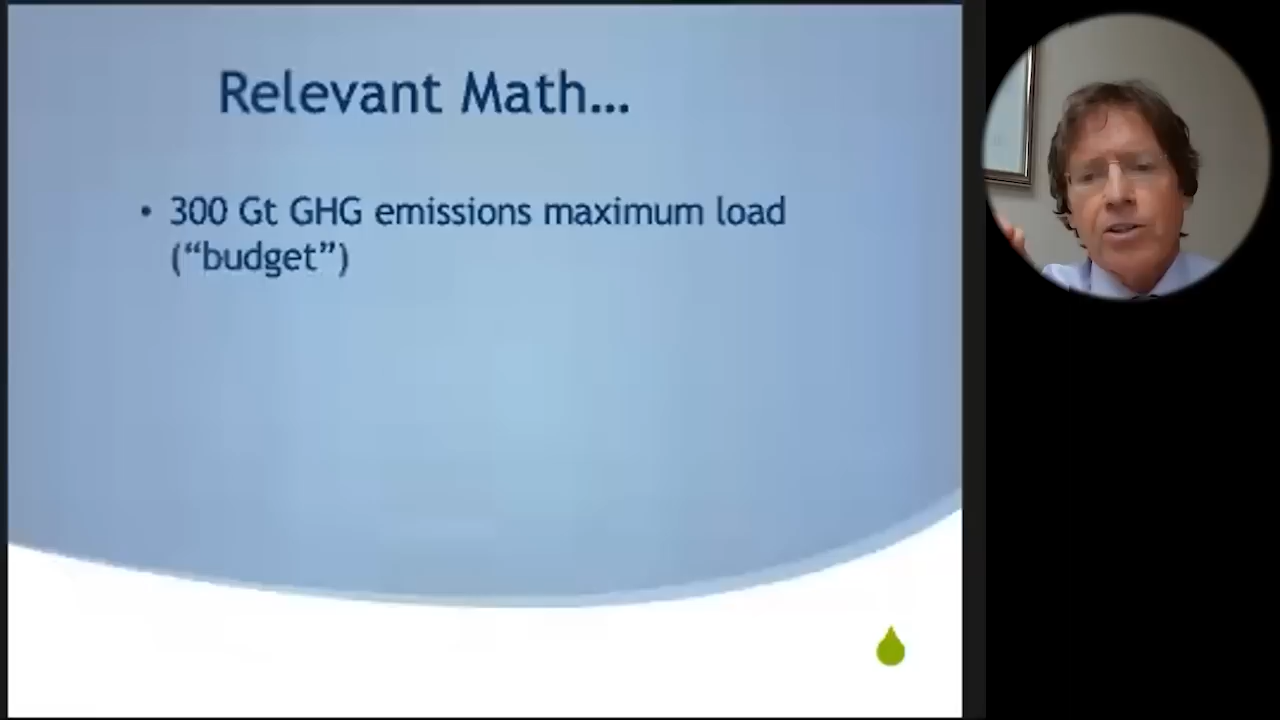 Relevant Math...
• 300 Gt GHG emissions maximum load
(“budget”)